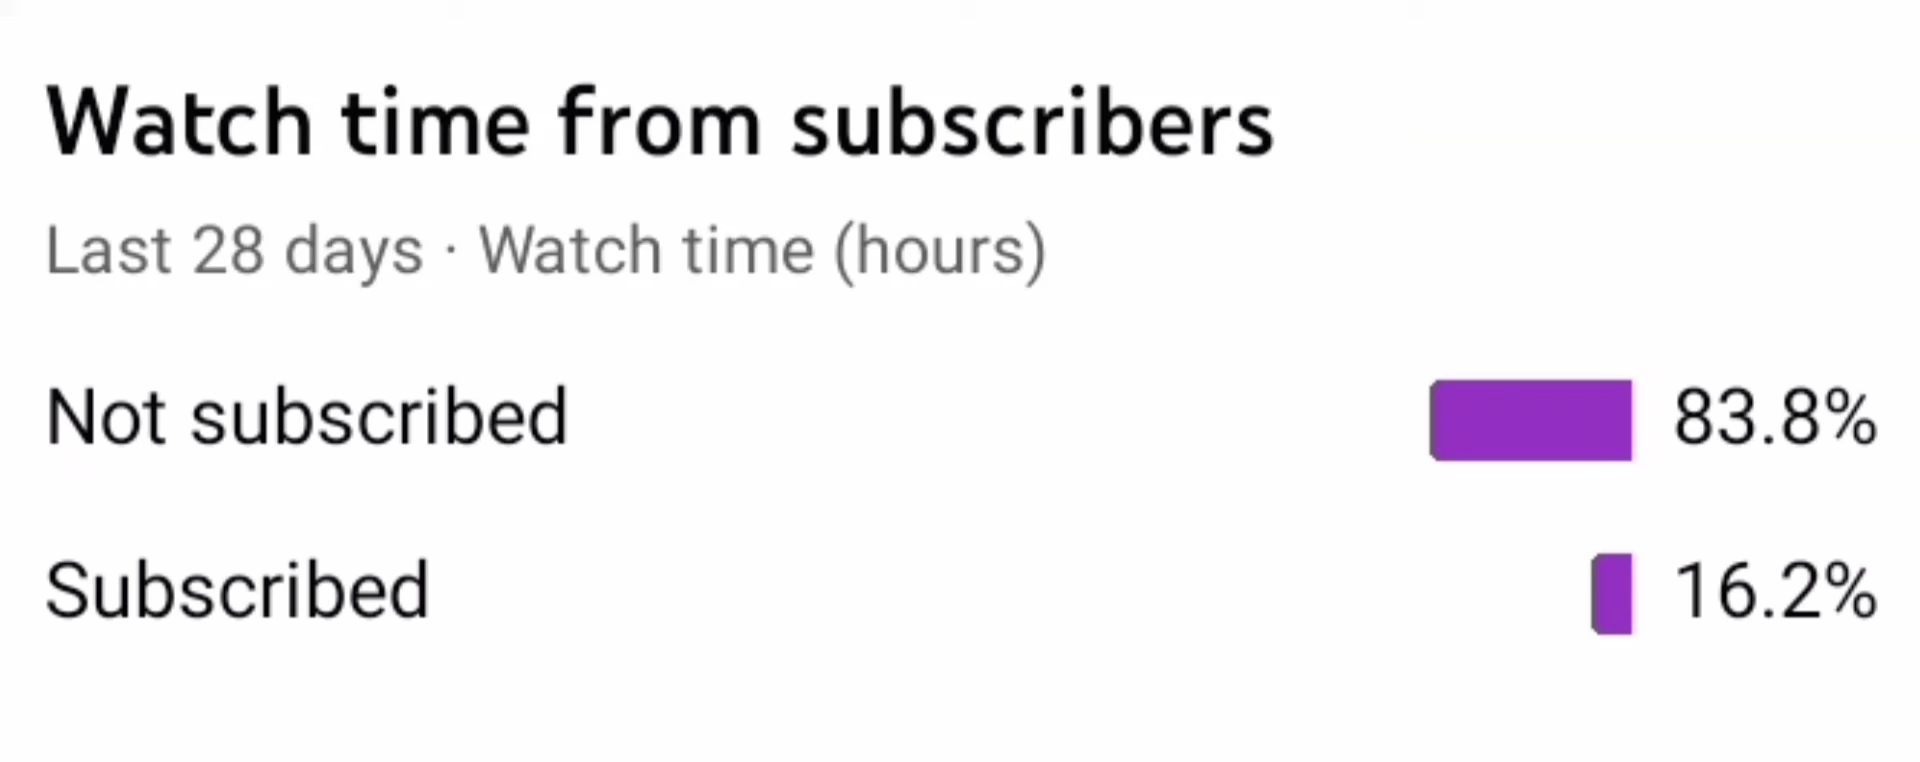 Watch time from subscribers
Last 28 days · Watch time (hours)
Not subscribed 83.8%
Subscribed 16.2%